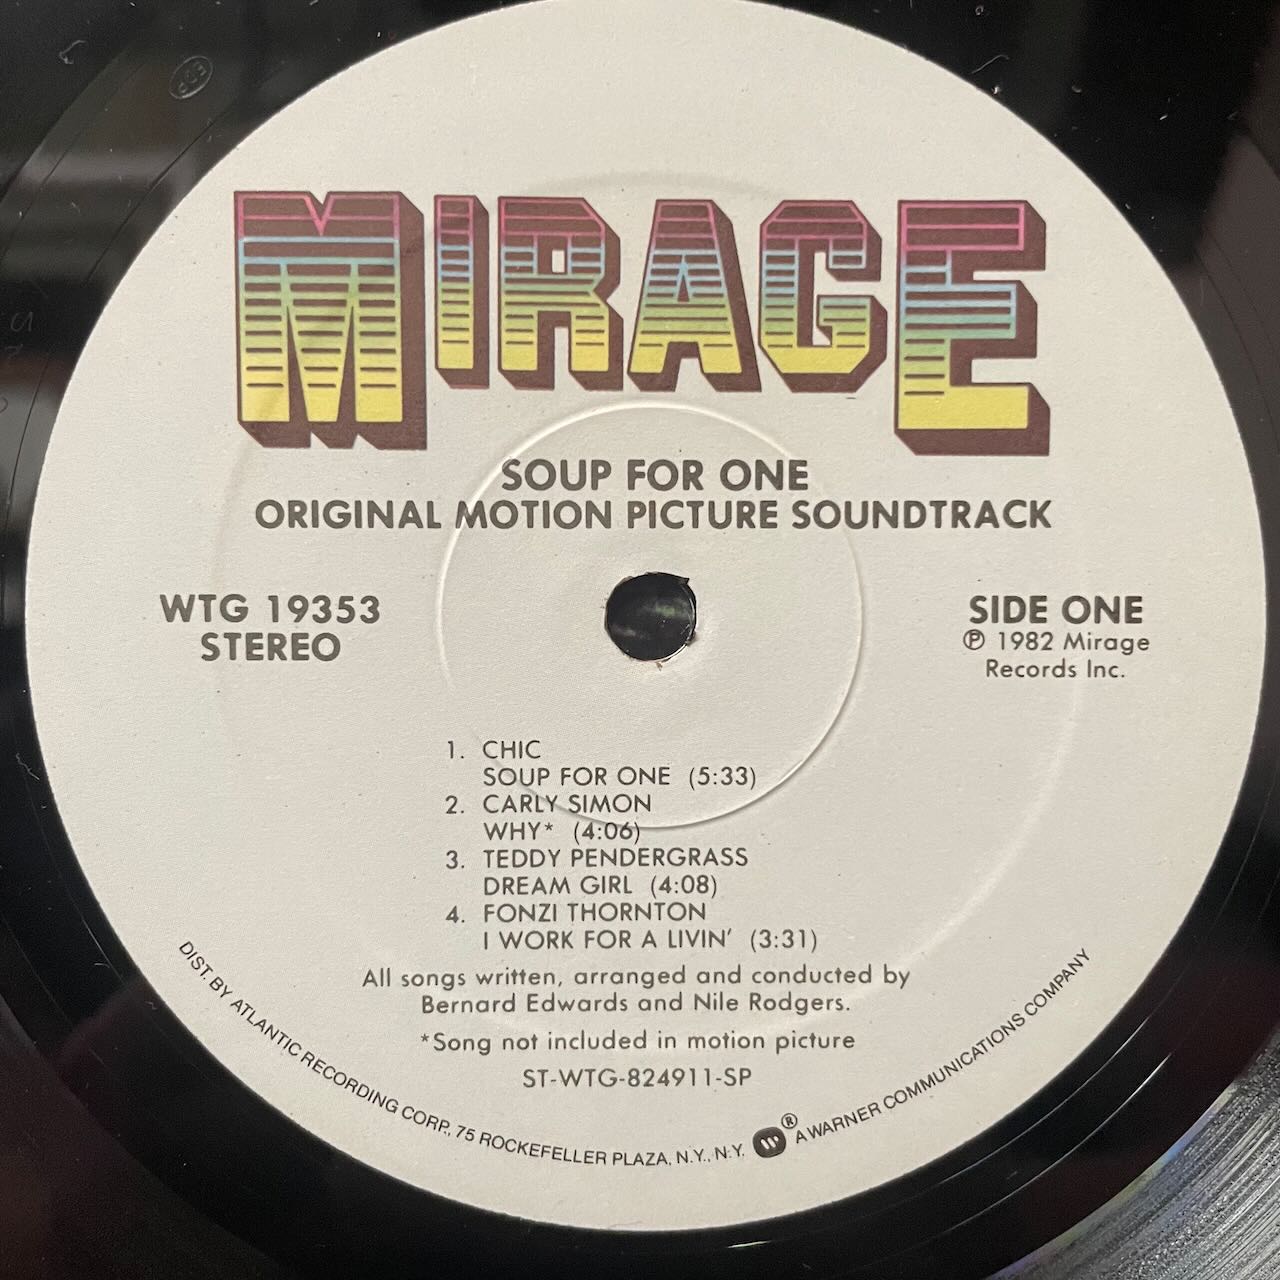 MIRAGE
SOUP FOR ONE
ORIGINAL MOTION PICTURE SOUNDTRACK
WTG 19353
STEREO
SIDE ONE
℗ 1982 Mirage
Records Inc.
1. CHIC
SOUP FOR ONE (5:33)
2. CARLY SIMON
WHY* (4:06)
3. TEDDY PENDERGRASS
DREAM GIRL (4:08)
4. FONZI THORNTON
I WORK FOR A LIVIN' (3:31)
All songs written, arranged and conducted by
Bernard Edwards and Nile Rodgers.
*Song not included in motion picture
ST-WTG-824911-SP
DIST. BY ATLANTIC RECORDING CORP., 75 ROCKEFELLER PLAZA, N.Y., N.Y. ® A WARNER COMMUNICATIONS COMPANY